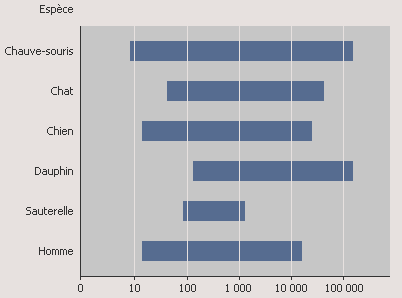 Espèce
Chauve-souris
Chat
Chien
Dauphin
Sauterelle
Homme
0 10 100 1 000 10 000 100 000